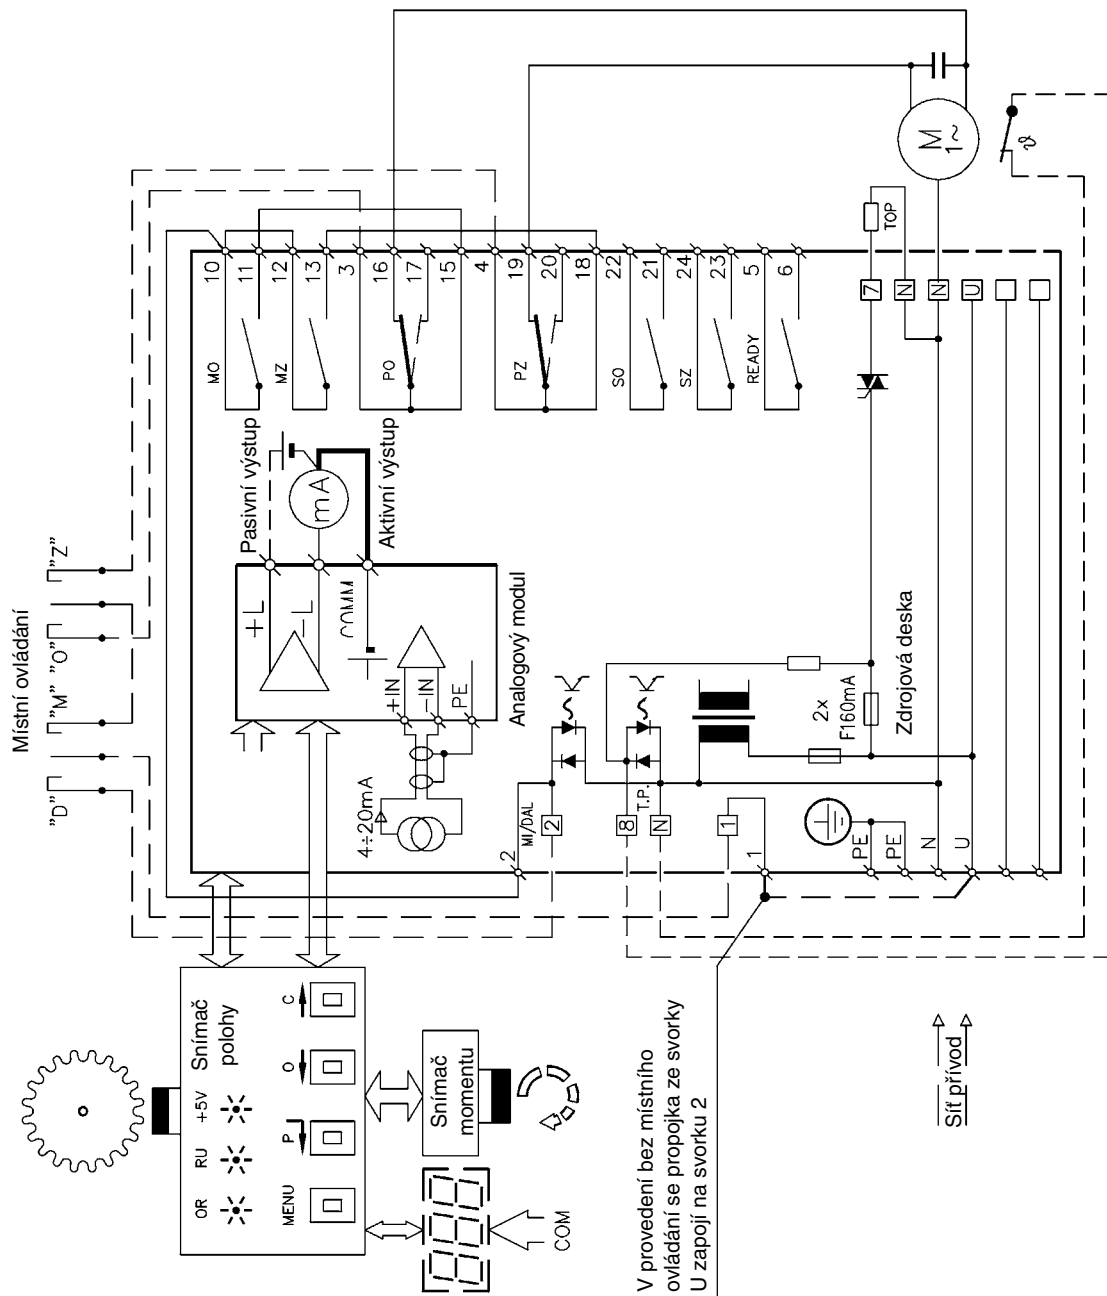 Místní ovládání
"D"
"M"
"O"
"Z"
OR
RU
+5V
Snímač
polohy
MENU
P
O
C
COM
Snímač
momentu
4÷20mA
+IN
−IN
PE
+L
−L
COMM
Analogový modul
Pasivní výstup
mA
Aktivní výstup
MO
MZ
PO
PZ
SO
SZ
READY
10
11
12
13
3
16
17
15
4
19
20
18
22
21
24
23
5
6
2
MI/DAL
2
8
T.P.
N
1
1
PE
PE
N
U
2x
F160mA
Zdrojová deska
7
N
N
U
TOP
M
1~
ϑ
V provedení bez místního
ovládání se propojka ze svorky
U zapojí na svorku 2
Síť přívod